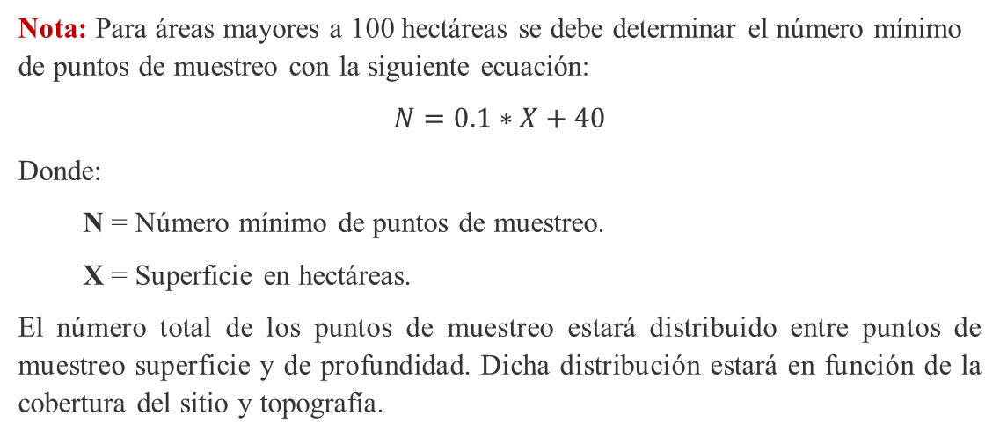 Nota: Para áreas mayores a 100 hectáreas se debe determinar el número mínimo
de puntos de muestreo con la siguiente ecuación:
N = 0.1 ∗ X + 40
Donde:
N = Número mínimo de puntos de muestreo.
X = Superficie en hectáreas.
El número total de los puntos de muestreo estará distribuido entre puntos de
muestreo superficie y de profundidad. Dicha distribución estará en función de la
cobertura del sitio y topografía.